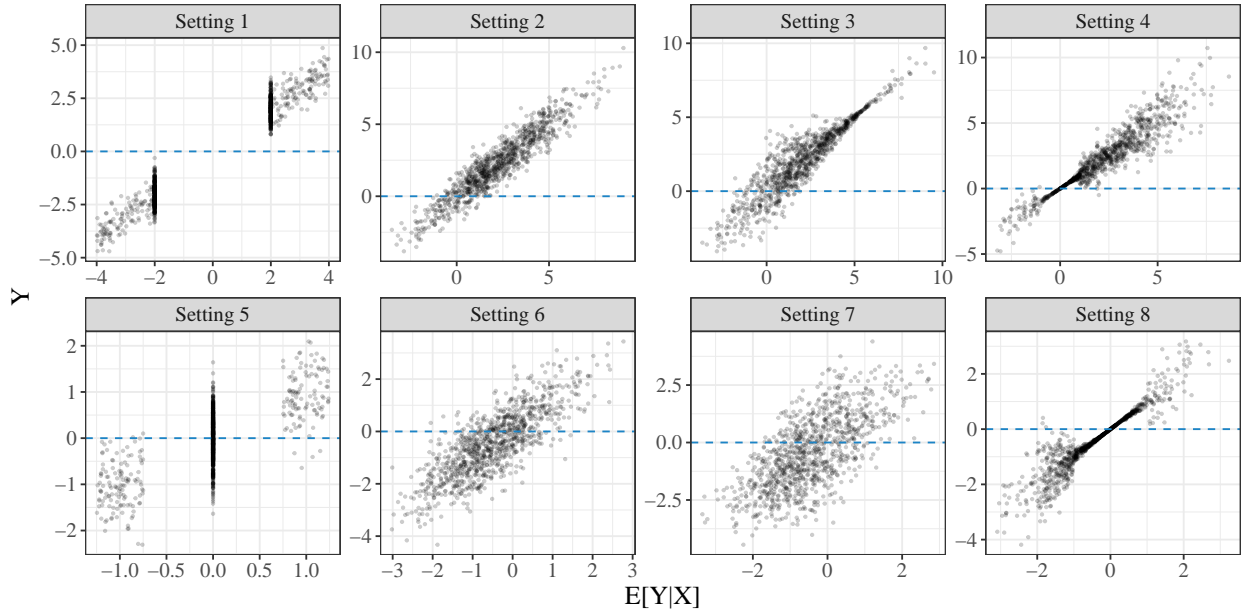 Setting 1 Setting 2 Setting 3 Setting 4
5.0 2.5 0.0 −2.5 −5.0
10 5 0
10 5 0
10 5 0 −5
−4 −2 0 2 4
0 5
0 5 10
0 5
Y
Setting 5 Setting 6 Setting 7 Setting 8
2 1 0 −1 −2
2 0 −2 −4
2.5 0.0 −2.5
2 0 −2 −4
−1.0 −0.5 0.0 0.5 1.0
−3 −2 −1 0 1 2 3
−2 0 2
−2 0 2
E[Y|X]